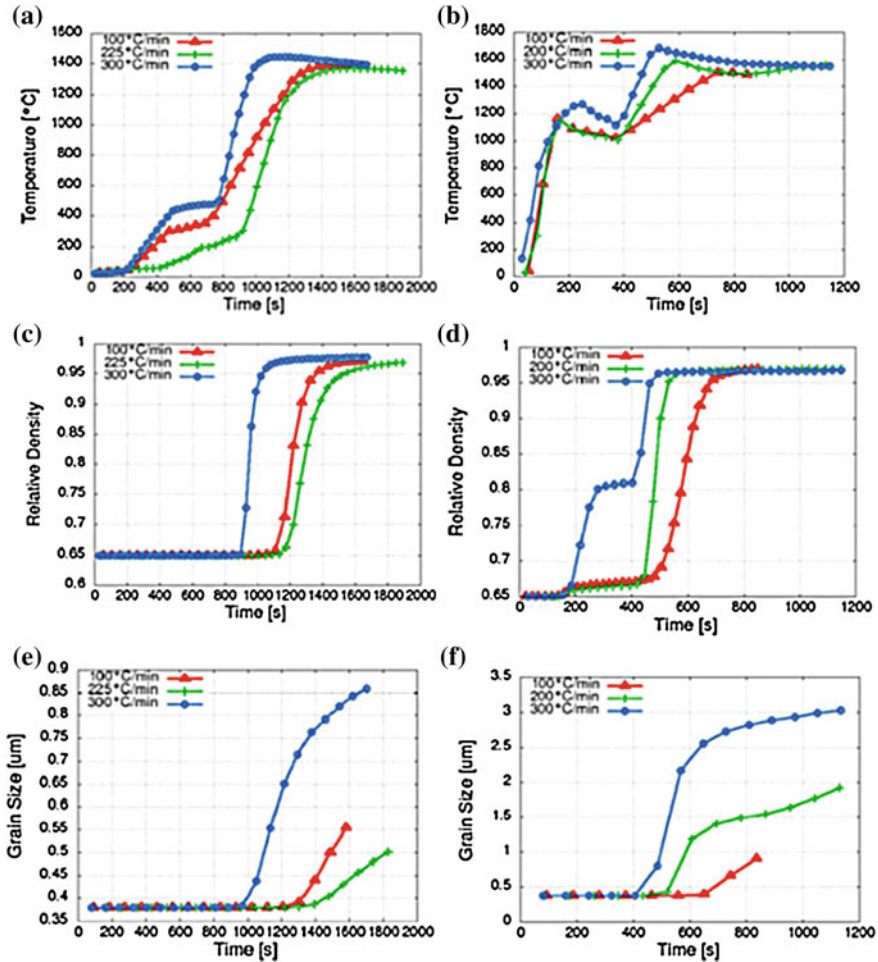 (a)
1600
1400
1200
1000
800
600
400
200
0
Temperaturo [*C]
100*C/min
225*C/min
300*C/min
0 200 400 600 800 1000 1200 1400 1600 1800 2000
Time [s]
(b)
1800
1600
1400
1200
1000
800
600
400
200
0
Temperaturo [*C]
100*C/min
200*C/min
300*C/min
0 200 400 600 800 1000 1200
Time [s]
(c)
1
0.95
0.9
0.85
0.8
0.75
0.7
0.65
0.6
Relative Density
100*C/min
225*C/min
300*C/min
0 200 400 600 800 1000 1200 1400 1600 1800 2000
Time [s]
(d)
1
0.95
0.9
0.85
0.8
0.75
0.7
0.65
Relative Density
100*C/min
200*C/min
300*C/min
0 200 400 600 800 1000 1200
Time [s]
(e)
0.9
0.85
0.8
0.75
0.7
0.65
0.6
0.55
0.5
0.45
0.4
0.35
Grain Size [um]
100*C/min
225*C/min
300*C/min
0 200 400 600 800 1000 1200 1400 1600 1800 2000
Time [s]
(f)
3.5
3
2.5
2
1.5
1
0.5
0
Grain Size [um]
100*C/min
200*C/min
300*C/min
0 200 400 600 800 1000 1200
Time [s]